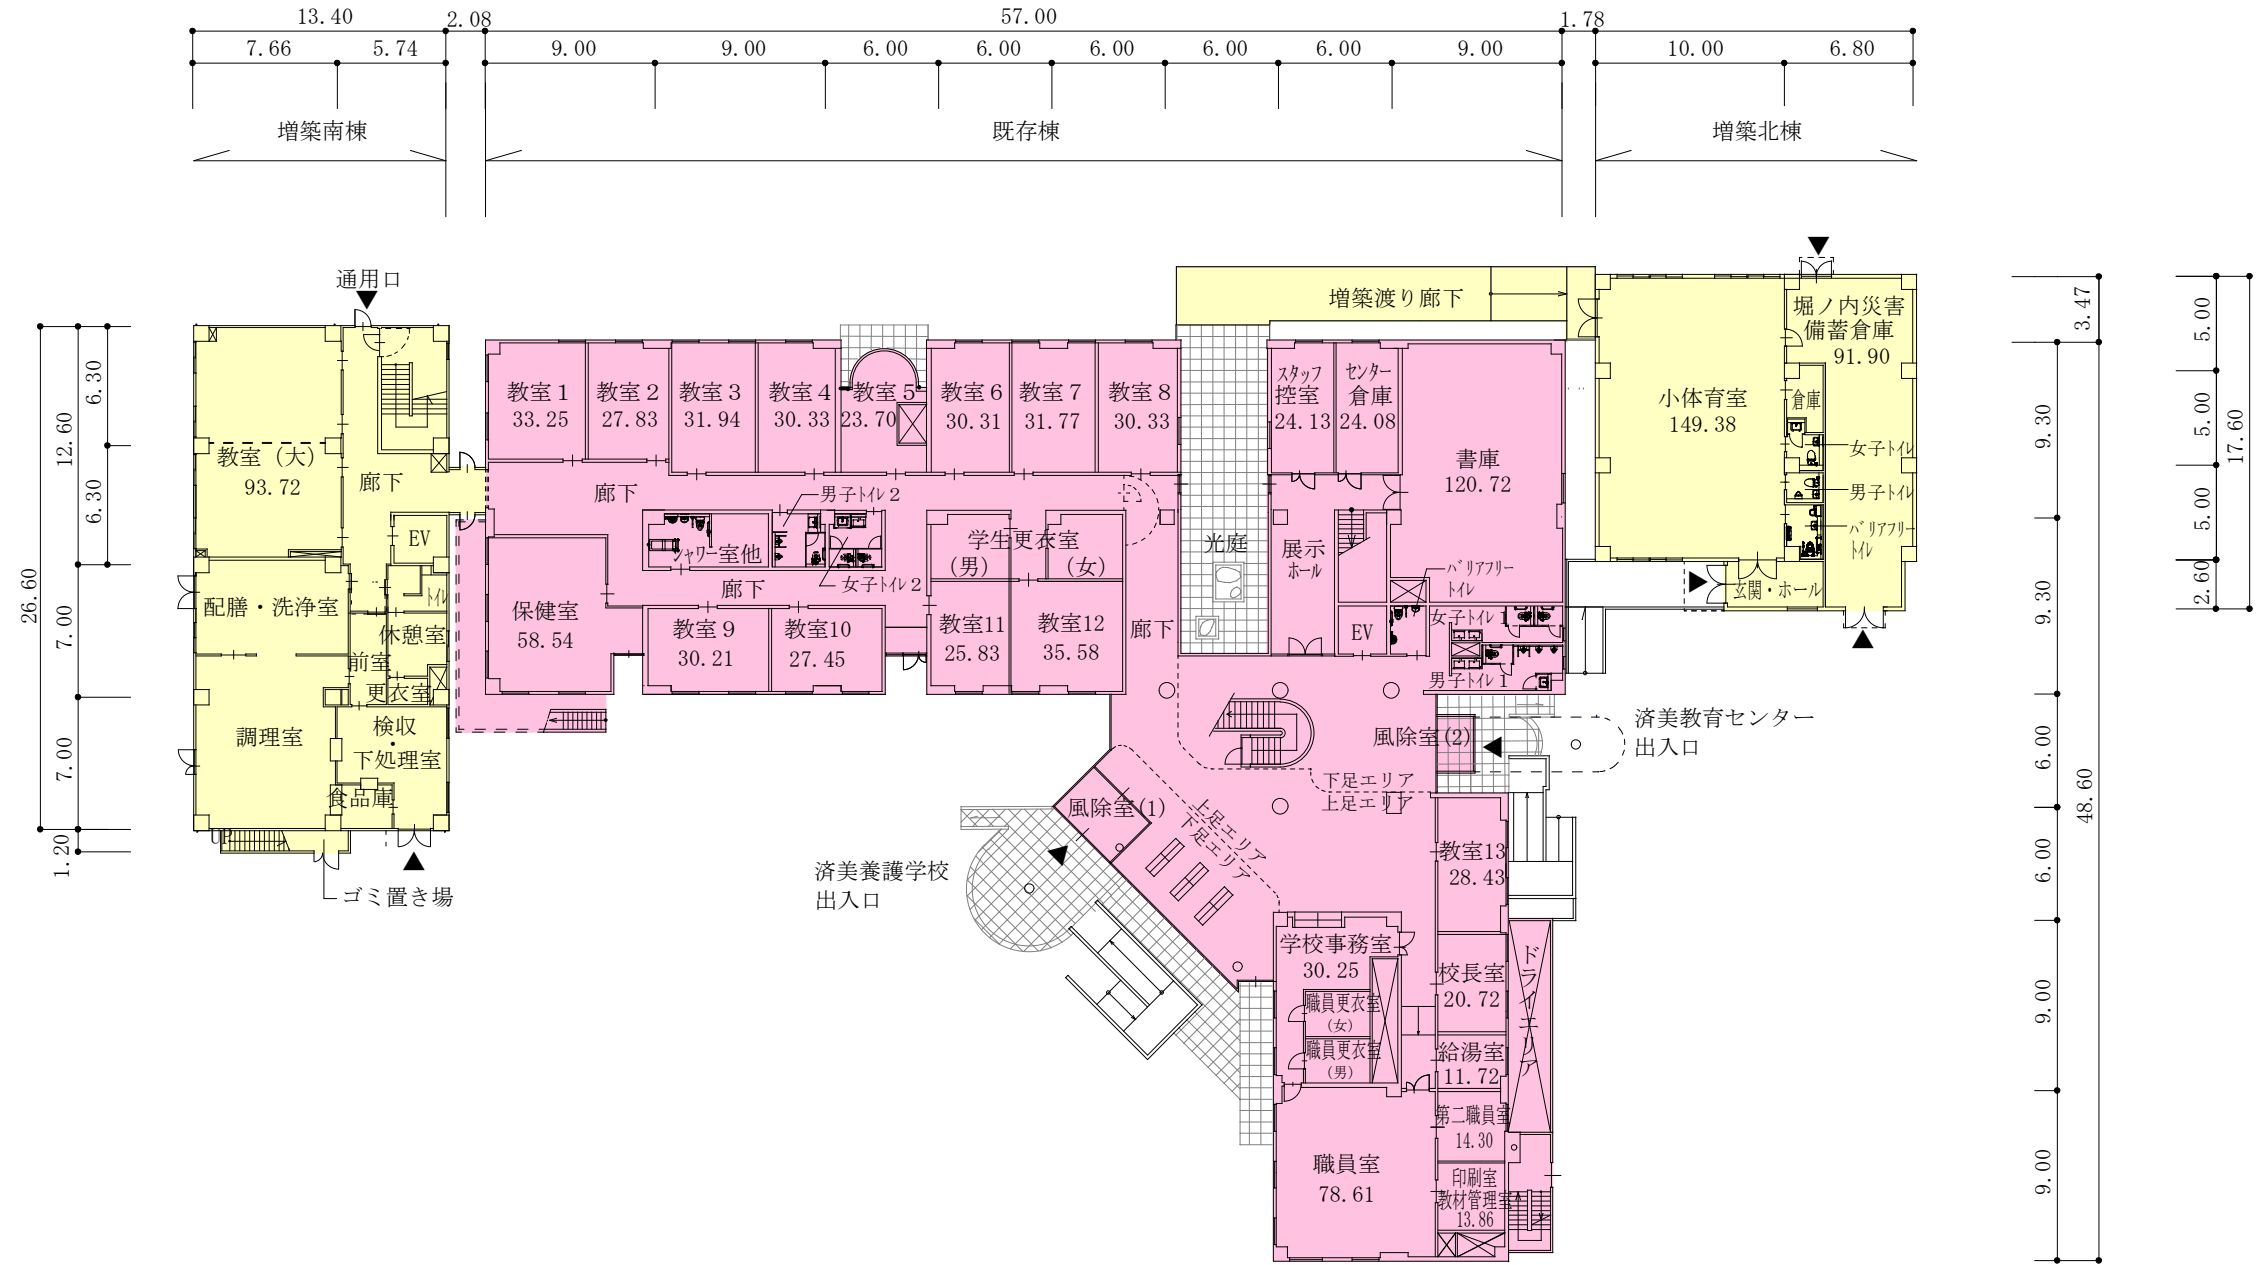 13.40
2.08
57.00
1.78
7.66
5.74
9.00
9.00
6.00
6.00
6.00
6.00
6.00
9.00
10.00
6.80
増築南棟
既存棟
増築北棟
通用口
増築渡り廊下
堀ノ内災害
備蓄倉庫
91.90
教室1
33.25
教室2
27.83
教室3
31.94
教室4
30.33
教室5
23.70
教室6
30.31
教室7
31.77
教室8
30.33
スタッフ
控室
24.13
センター
倉庫
24.08
書庫
120.72
小体育室
149.38
倉庫
女子トイレ
男子トイレ
バリアフリー
トイレ
玄関・ホール
教室(大)
93.72
廊下
EV
廊下
男子トイレ2
シャワー室他
女子トイレ2
廊下
学生更衣室
(男)
(女)
光庭
展示
ホール
バリアフリー
トイレ
配膳・洗浄室
トイレ
休憩室
前室
更衣室
調理室
検収
・
下処理室
食品庫
UP
ゴミ置き場
保健室
58.54
教室9
30.21
教室10
27.45
教室11
25.83
教室12
35.58
廊下
EV
女子トイレ1
男子トイレ1
風除室(2)
済美教育センター
出入口
下足エリア
上足エリア
風除室(1)
上足エリア
下足エリア
済美養護学校
出入口
教室13
28.43
学校事務室
30.25
職員更衣室
(女)
職員更衣室
(男)
校長室
20.72
給湯室
11.72
ドライエリア
第二職員室
14.30
職員室
78.61
印刷室
教材管理室
13.86
26.60
12.60
6.30
6.30
7.00
7.00
1.20
3.47
9.30
9.30
6.00
6.00
9.00
9.00
48.60
5.00
5.00
5.00
2.60
17.60